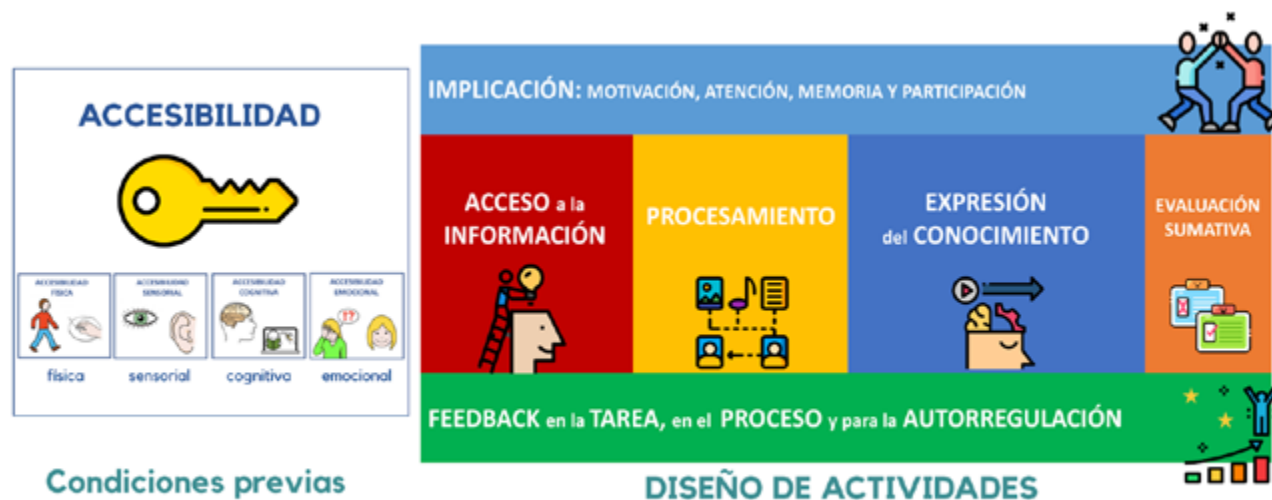 ACCESIBILIDAD
ACCESIBILIDAD
FÍSICA
ACCESIBILIDAD
SENSORIAL
ACCESIBILIDAD
COGNITIVA
ACCESIBILIDAD
EMOCIONAL
física
sensorial
cognitiva
emocional
Condiciones previas
IMPLICACIÓN: MOTIVACIÓN, ATENCIÓN, MEMORIA Y PARTICIPACIÓN
ACCESO a la
INFORMACIÓN
PROCESAMIENTO
EXPRESIÓN
del CONOCIMIENTO
EVALUACIÓN
SUMATIVA
FEEDBACK en la TAREA, en el PROCESO y para la AUTORREGULACIÓN
DISEÑO DE ACTIVIDADES